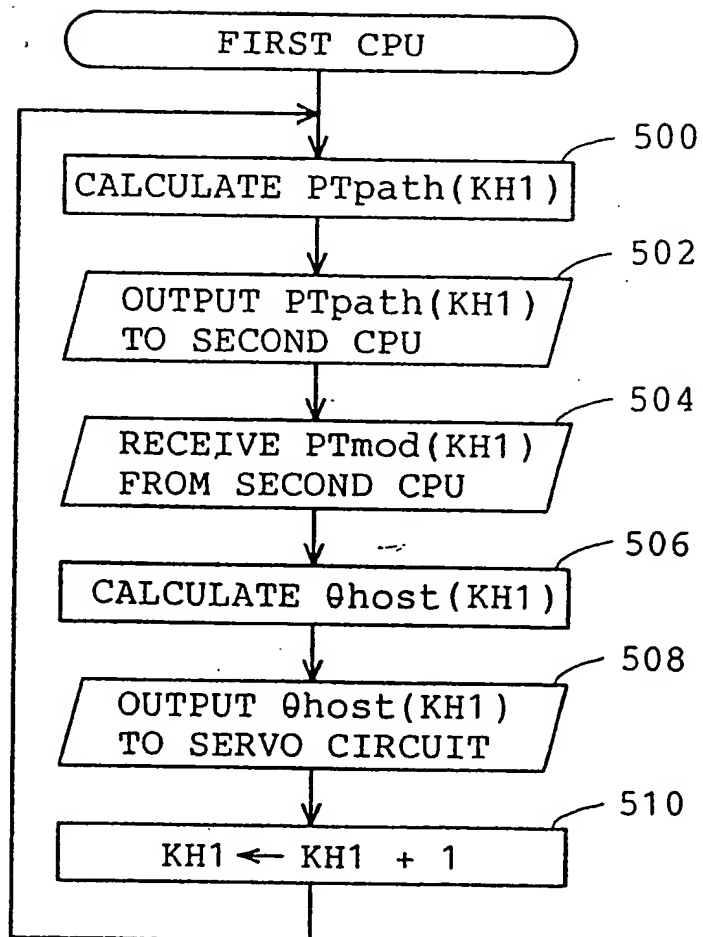 FIRST CPU
500
CALCULATE PTpath(KH1)
502
OUTPUT PTpath(KH1)
TO SECOND CPU
504
RECEIVE PTmod(KH1)
FROM SECOND CPU
506
CALCULATE θhost(KH1)
508
OUTPUT θhost(KH1)
TO SERVO CIRCUIT
510
KH1 ← KH1 + 1